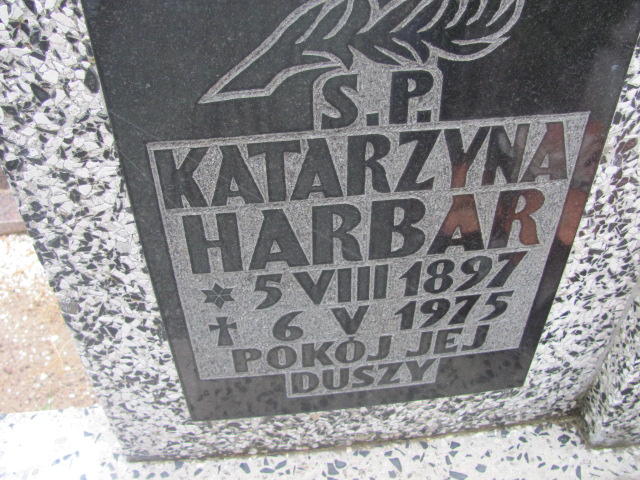 S.P.
KATARZYNA
HARBAR
* 5 VIII 1897
† 6 V 1975
POKÓJ JEJ
DUSZY